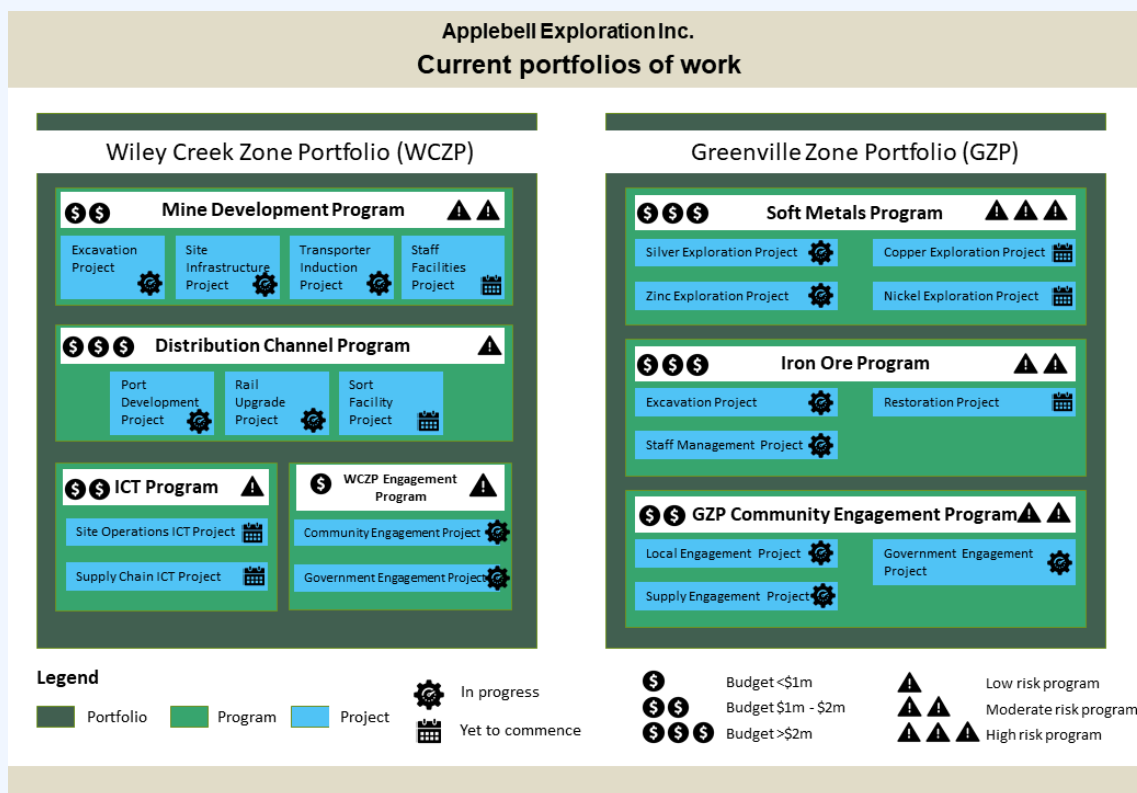 Applebell Exploration Inc.
Current portfolios of work
Wiley Creek Zone Portfolio (WCZP)
Mine Development Program
Excavation
Project
Site
Infrastructure
Project
Transporter
Induction
Project
Staff
Facilities
Project
Distribution Channel Program
Port
Development
Project
Rail
Upgrade
Project
Sort
Facility
Project
ICT Program
Site Operations ICT Project
Supply Chain ICT Project
WCZP Engagement
Program
Community Engagement Project
Government Engagement Project
Greenville Zone Portfolio (GZP)
Soft Metals Program
Silver Exploration Project
Copper Exploration Project
Zinc Exploration Project
Nickel Exploration Project
Iron Ore Program
Excavation Project
Restoration Project
Staff Management Project
GZP Community Engagement Program
Local Engagement Project
Government Engagement
Project
Supply Engagement Project
Legend
Portfolio
Program
Project
In progress
Yet to commence
Budget <$1m
Budget $1m - $2m
Budget >$2m
Low risk program
Moderate risk program
High risk program